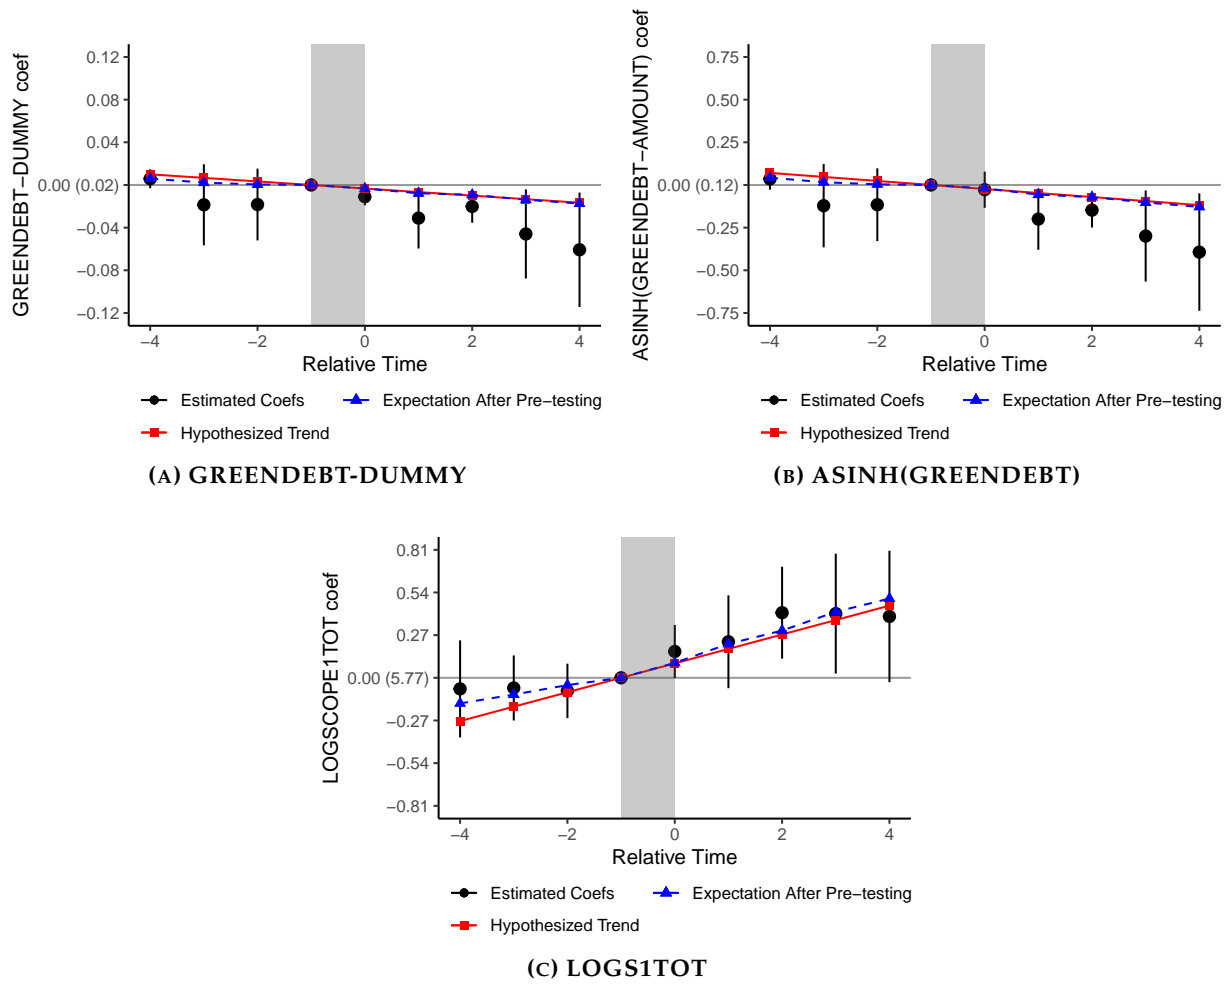 GREENDEBT−DUMMY coef
0.12
0.08
0.04
0.00 (0.02)
−0.04
−0.08
−0.12
−4 −2 0 2 4
Relative Time
Estimated Coefs Expectation After Pre−testing
Hypothesized Trend
(A) GREENDEBT-DUMMY
ASINH(GREENDEBT−AMOUNT) coef
0.75
0.50
0.25
0.00 (0.12)
−0.25
−0.50
−0.75
−4 −2 0 2 4
Relative Time
Estimated Coefs Expectation After Pre−testing
Hypothesized Trend
(B) ASINH(GREENDEBT)
LOGSCOPE1TOT coef
0.81
0.54
0.27
0.00 (5.77)
−0.27
−0.54
−0.81
−4 −2 0 2 4
Relative Time
Estimated Coefs Expectation After Pre−testing
Hypothesized Trend
(C) LOGS1TOT